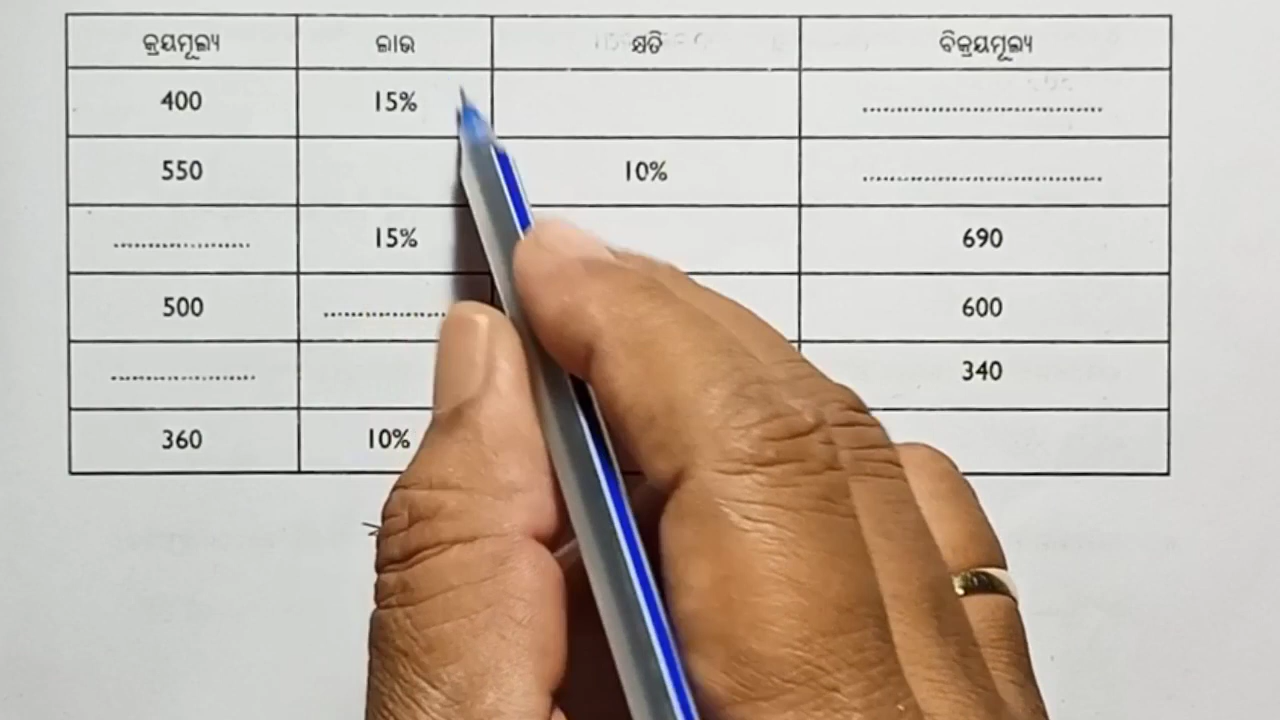 କ୍ରୟମୂଲ୍ୟ ଲାଭ କ୍ଷତି ବିକ୍ରୟମୂଲ୍ୟ
400 15% ....................
550 10% ....................
.................... 15% 690
500 .................... 600
.................... 340
360 10%